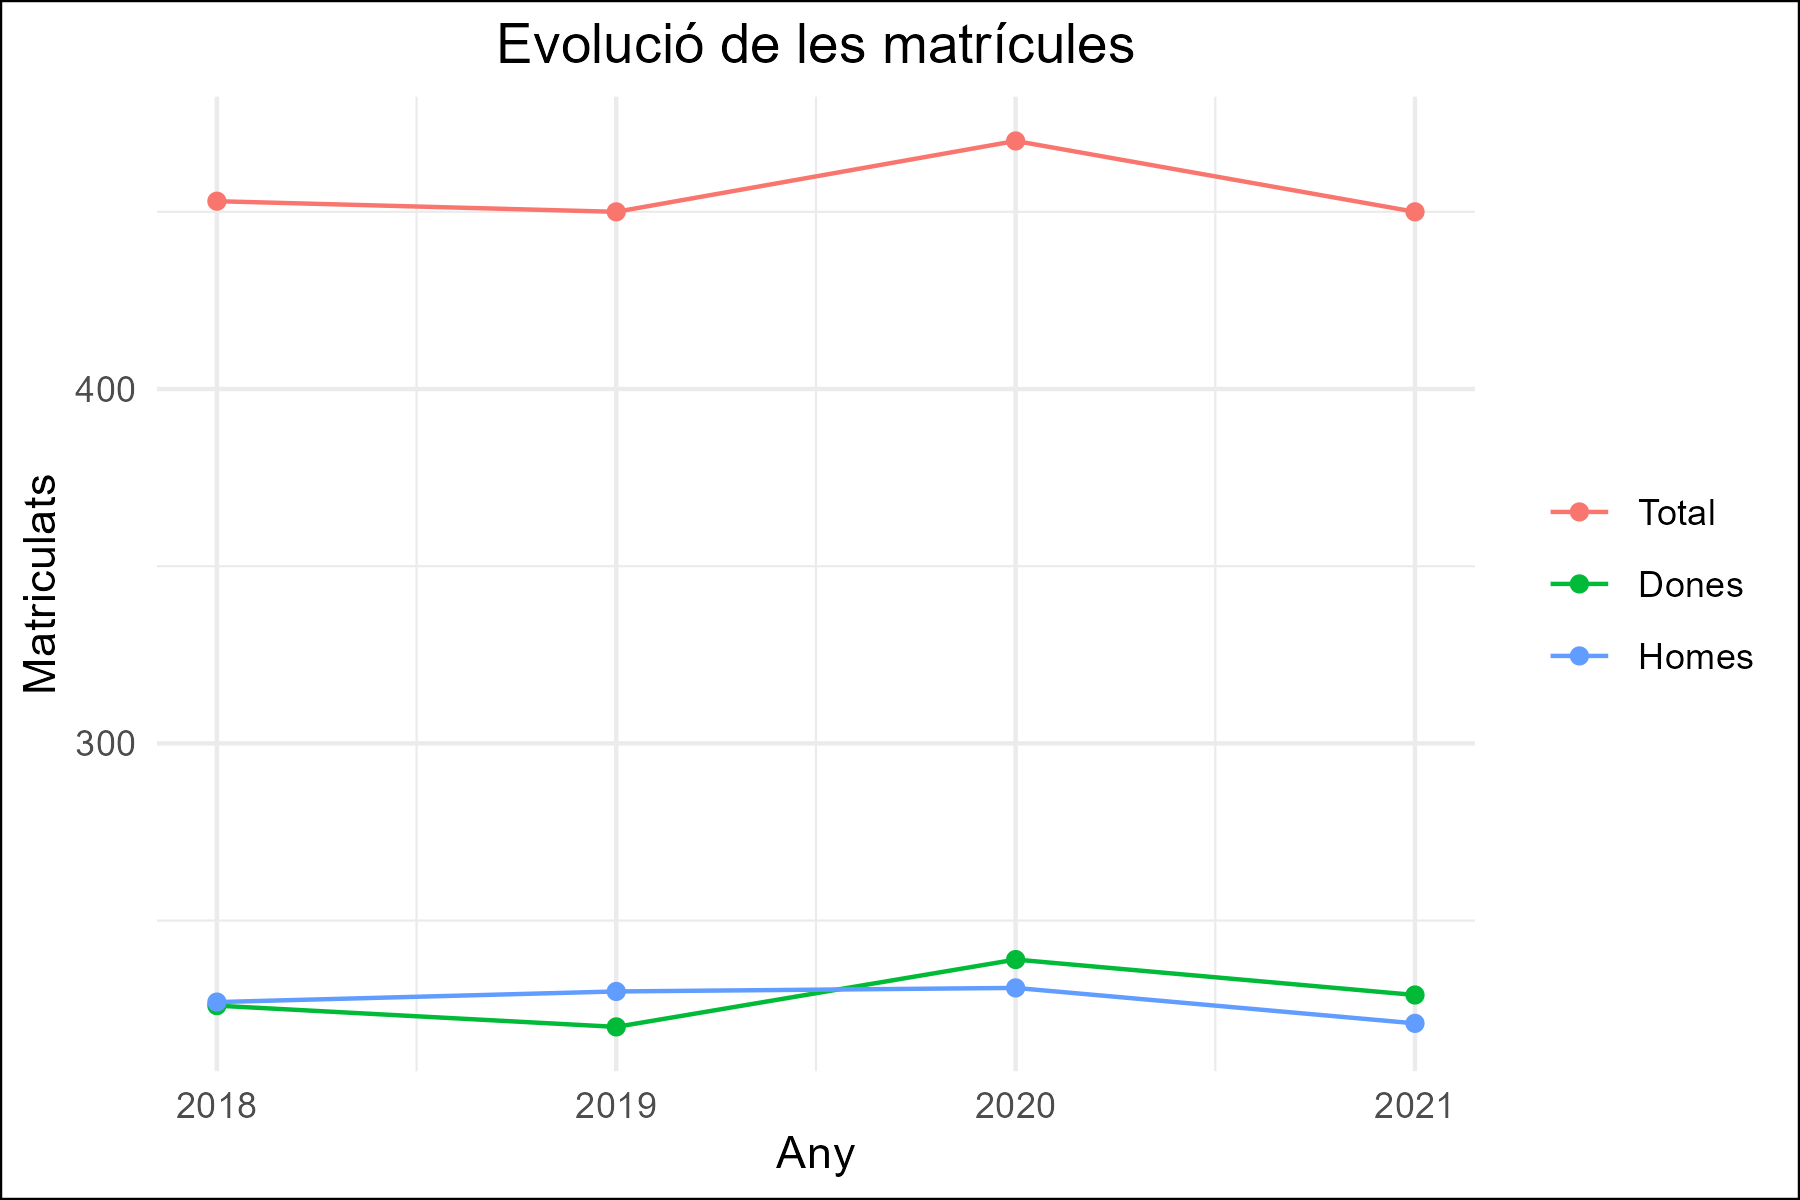 Evolució de les matrícules
Matriculats
400
300
2018
2019
2020
2021
Any
Total
Dones
Homes